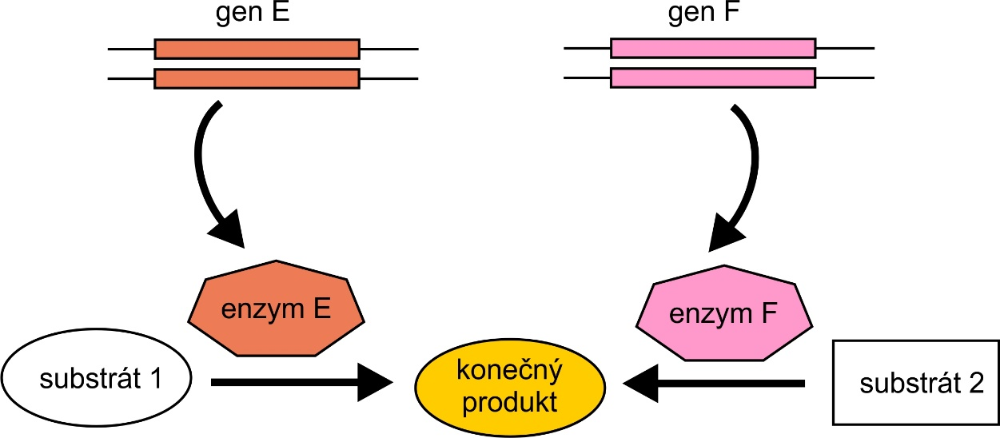 gen E
gen F
enzym E
enzym F
substrát 1
konečný
produkt
substrát 2